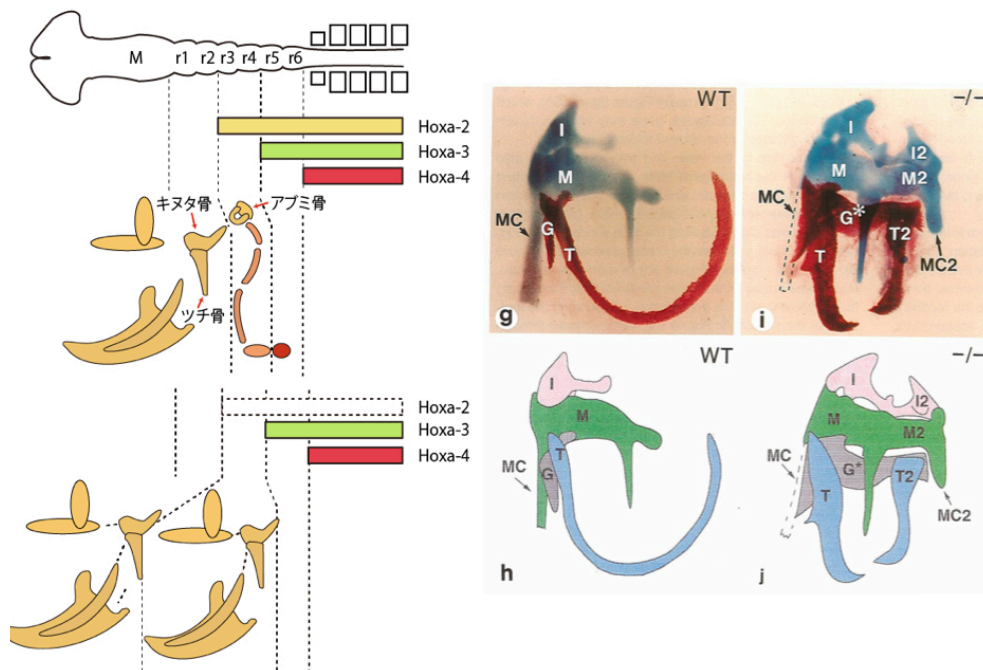 M r1 r2 r3 r4 r5 r6
Hoxa-2
Hoxa-3
Hoxa-4
キヌタ骨
アブミ骨
ツチ骨
Hoxa-2
Hoxa-3
Hoxa-4
WT
I
M
MC
G
T
g
-/-
I
I2
M
M2
MC
G*
T
T2
MC2
i
WT
I
M
T
MC
G
h
-/-
I
I2
M
M2
MC
G*
T
T2
MC2
j